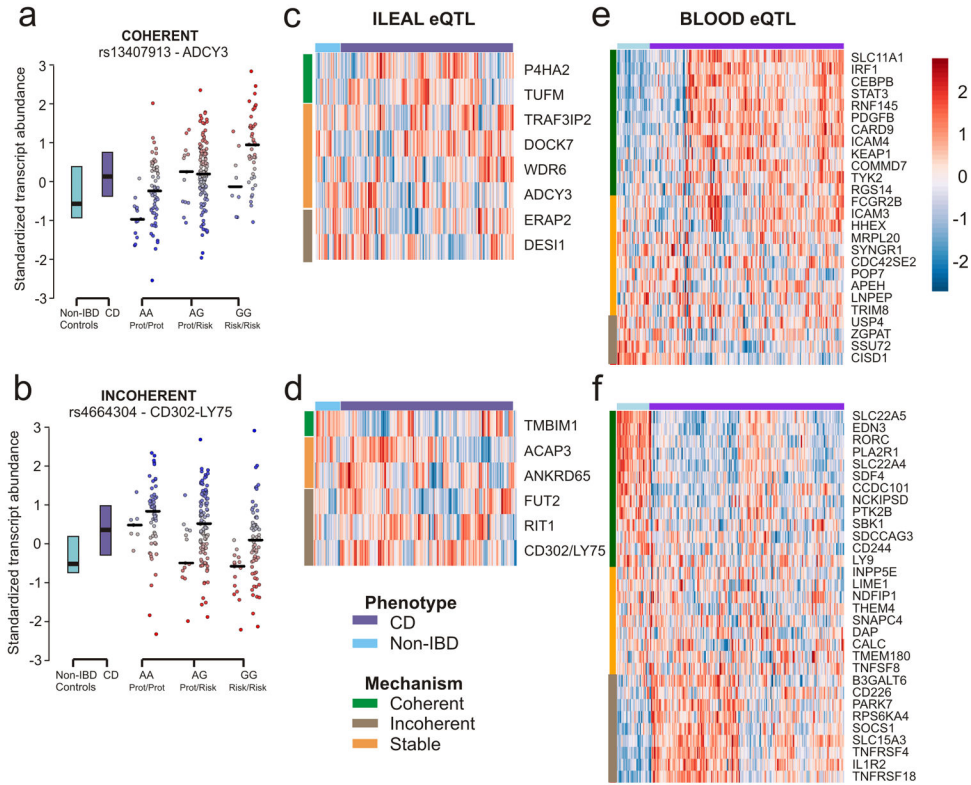 a
COHERENT
rs13407913 - ADCY3
Standardized transcript abundance
3
2
1
0
-1
-2
-3
Non-IBD
Controls
CD
AA
Prot/Prot
AG
Prot/Risk
GG
Risk/Risk
b
INCOHERENT
rs4664304 - CD302-LY75
Standardized transcript abundance
3
2
1
0
-1
-2
-3
Non-IBD
Controls
CD
AA
Prot/Prot
AG
Prot/Risk
GG
Risk/Risk
c
ILEAL eQTL
P4HA2
TUFM
TRAF3IP2
DOCK7
WDR6
ADCY3
ERAP2
DESI1
d
TMBIM1
ACAP3
ANKRD65
FUT2
RIT1
CD302/LY75
Phenotype
CD
Non-IBD
Mechanism
Coherent
Incoherent
Stable
e
BLOOD eQTL
SLC11A1
IRF1
CEBPB
STAT3
RNF145
PDGFB
CARD9
ICAM4
KEAP1
COMMD7
TYK2
RGS14
FCGR2B
ICAM3
HHEX
MRPL20
SYNGR1
CDC42SE2
POP7
APEH
LNPEP
TRIM8
USP4
ZGPAT
SSU72
CISD1
2
1
0
-1
-2
f
SLC22A5
EDN3
RORC
PLA2R1
SLC22A4
SDF4
CCDC101
NCKIPSD
PTK2B
SBK1
SDCCAG3
CD244
LY9
INPP5E
LIME1
NDFIP1
THEM4
SNAPC4
DAP
CALC
TMEM180
TNFSF8
B3GALT6
CD226
PARK7
RPS6KA4
SOCS1
SLC15A3
TNFRSF4
IL1R2
TNFRSF18